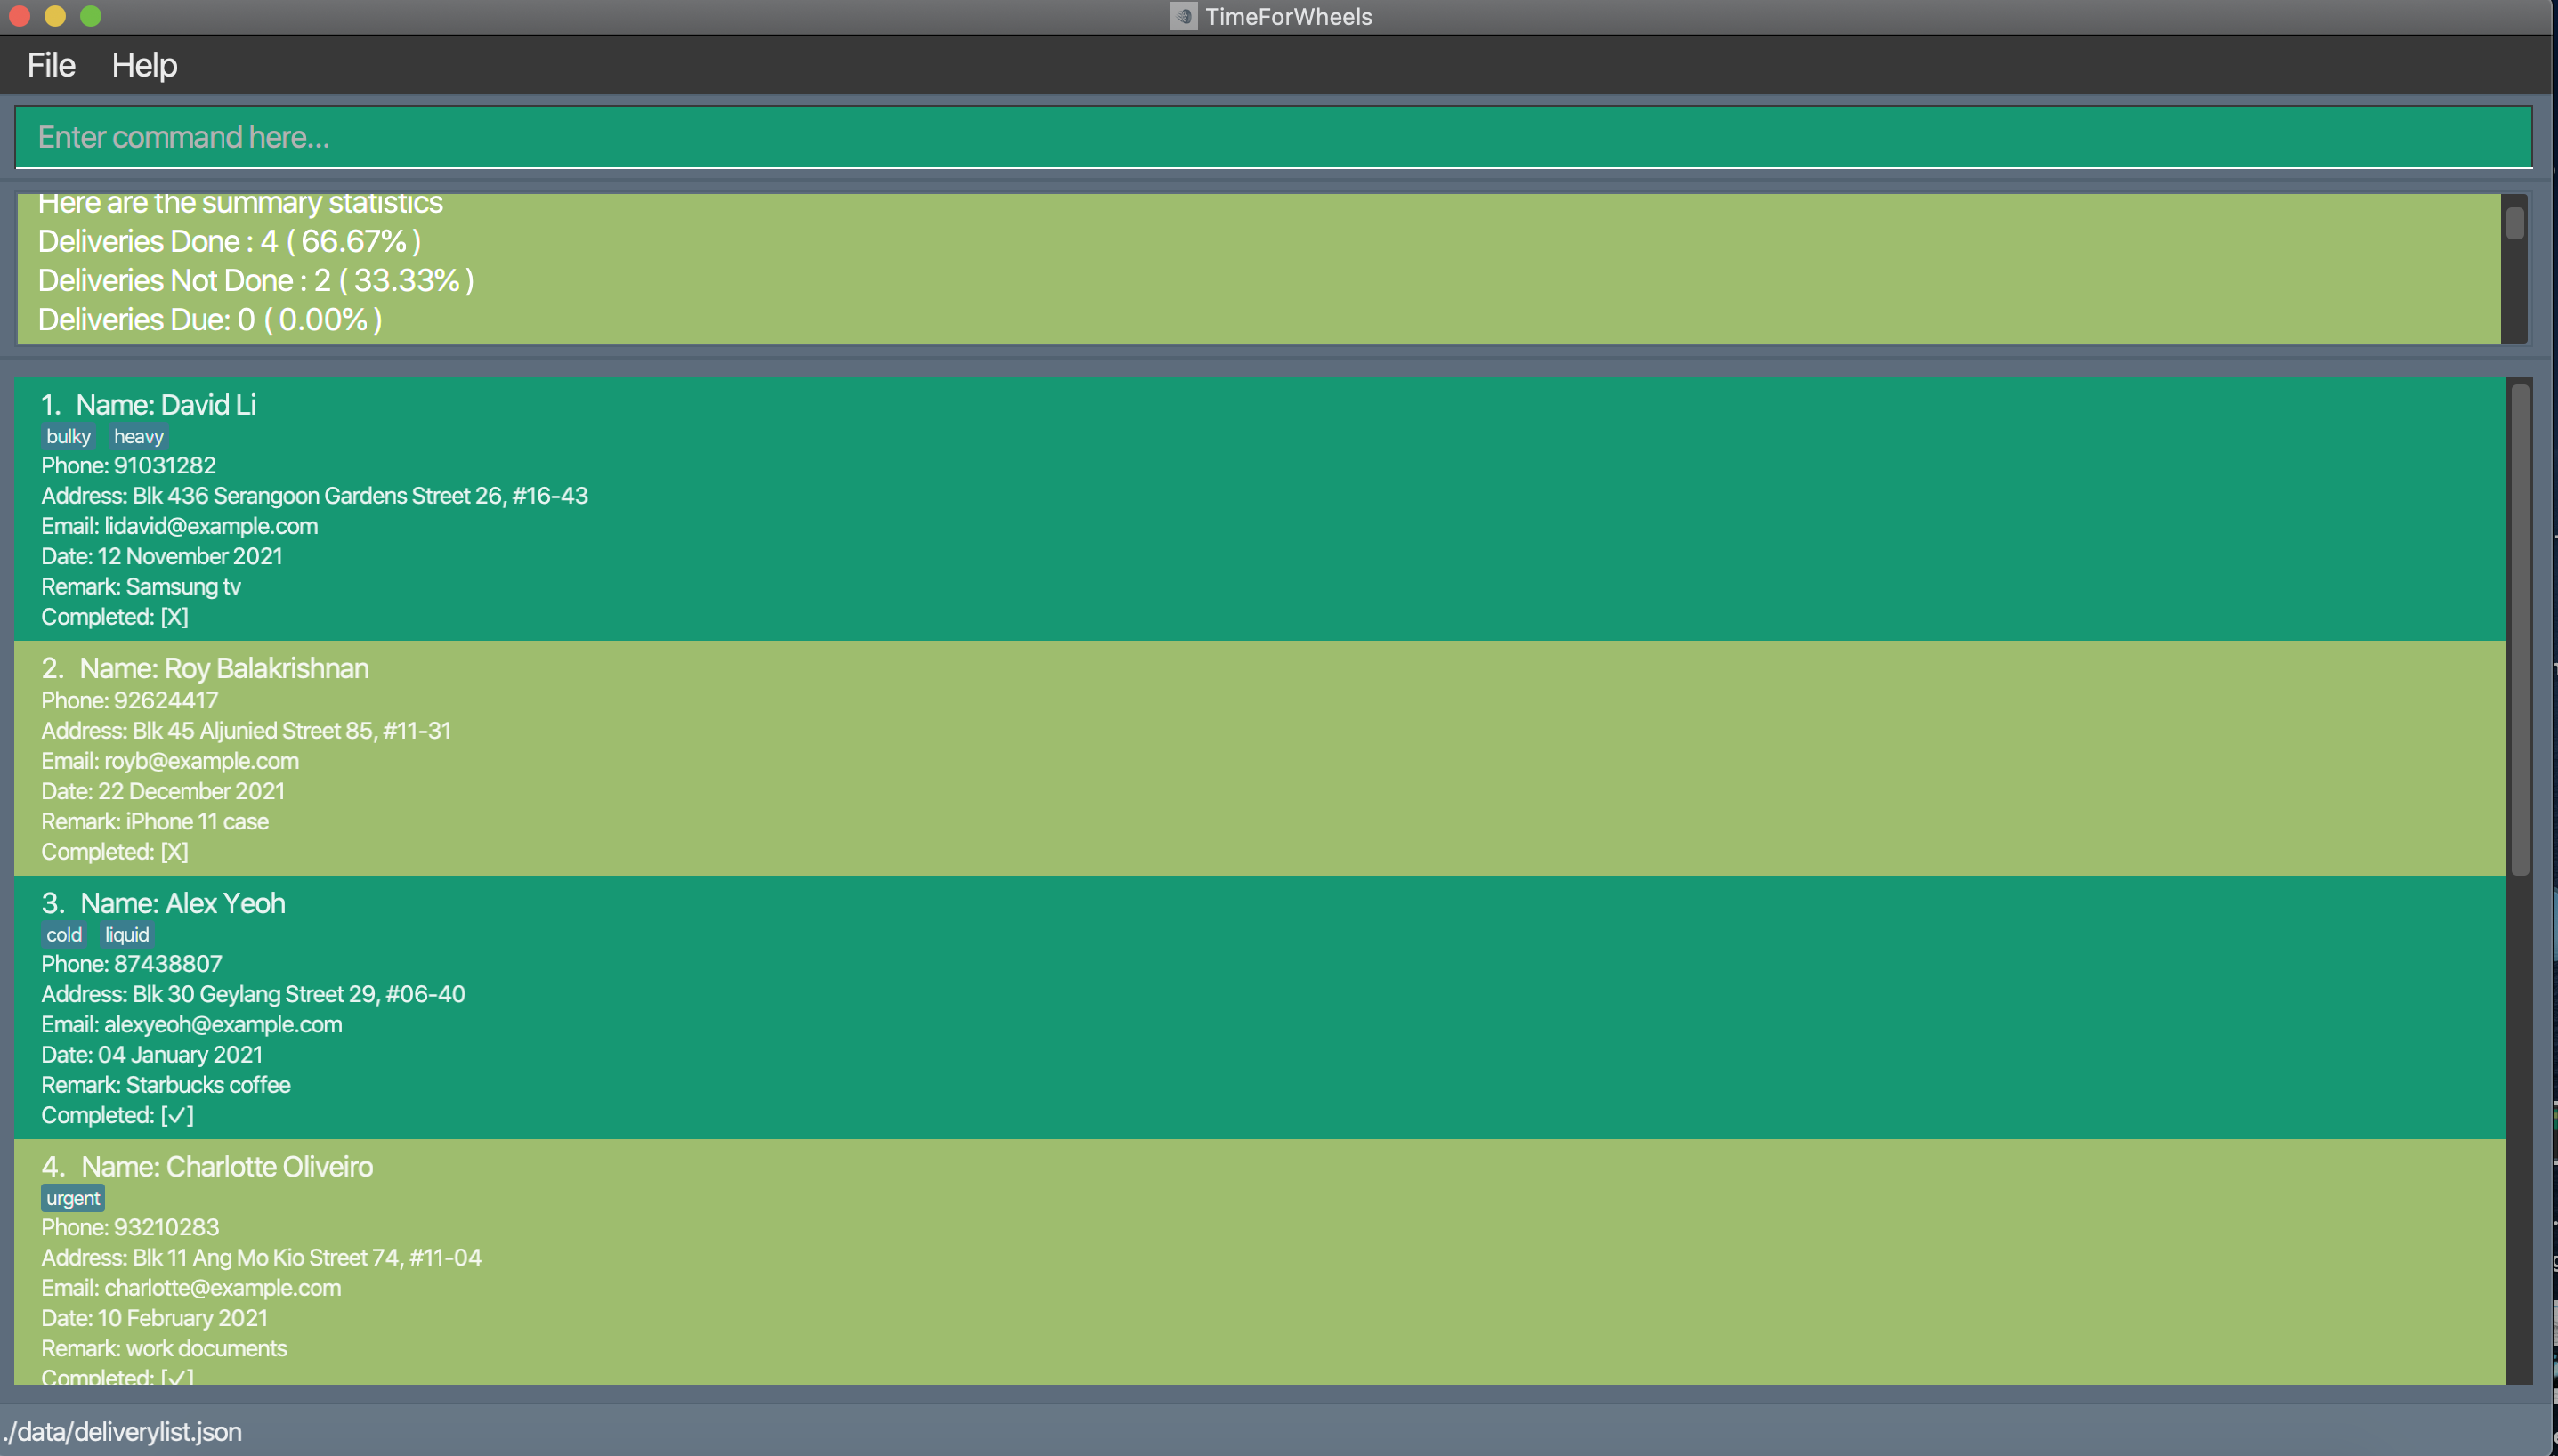 TimeForWheels
File Help
Enter command here...
Here are the summary statistics
Deliveries Done : 4 ( 66.67% )
Deliveries Not Done : 2 ( 33.33% )
Deliveries Due: 0 ( 0.00% )
1. Name: David Li
bulky heavy
Phone: 91031282
Address: Blk 436 Serangoon Gardens Street 26, #16-43
Email: lidavid@example.com
Date: 12 November 2021
Remark: Samsung tv
Completed: [X]
2. Name: Roy Balakrishnan
Phone: 92624417
Address: Blk 45 Aljunied Street 85, #11-31
Email: royb@example.com
Date: 22 December 2021
Remark: iPhone 11 case
Completed: [X]
3. Name: Alex Yeoh
cold liquid
Phone: 87438807
Address: Blk 30 Geylang Street 29, #06-40
Email: alexyeoh@example.com
Date: 04 January 2021
Remark: Starbucks coffee
Completed: [✓]
4. Name: Charlotte Oliveiro
urgent
Phone: 93210283
Address: Blk 11 Ang Mo Kio Street 74, #11-04
Email: charlotte@example.com
Date: 10 February 2021
Remark: work documents
Completed: [✓]
./data/deliverylist.json